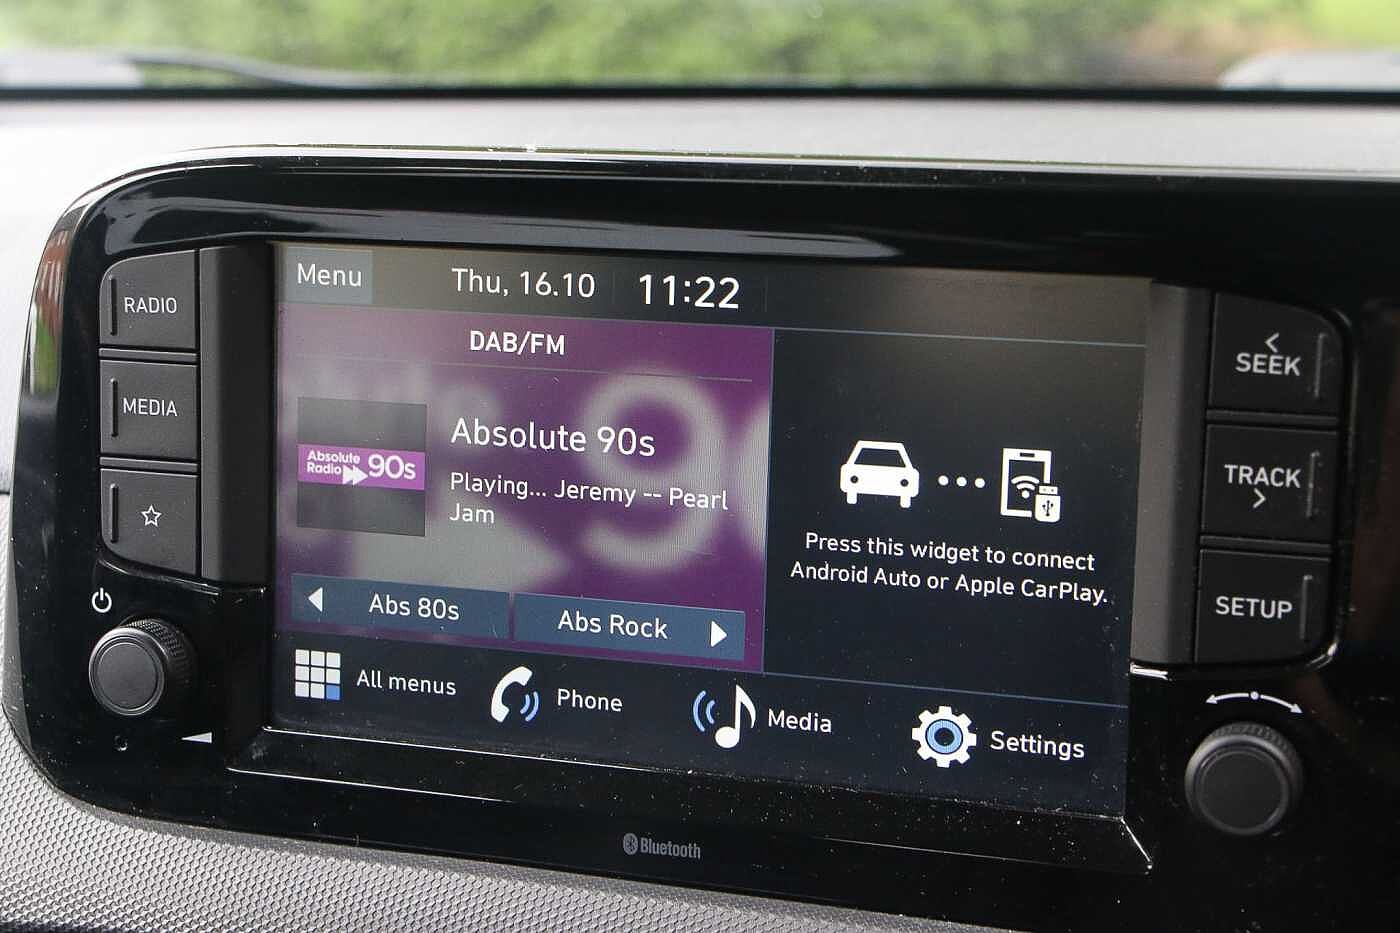 Menu
Thu, 16.10
11:22
RADIO
MEDIA
DAB/FM
Absolute
Radio 90s
Absolute 90s
Playing... Jeremy -- Pearl
Jam
Abs 80s
Abs Rock
Press this widget to connect
Android Auto or Apple CarPlay.
All menus
Phone
Media
Settings
SEEK
TRACK
SETUP
Bluetooth